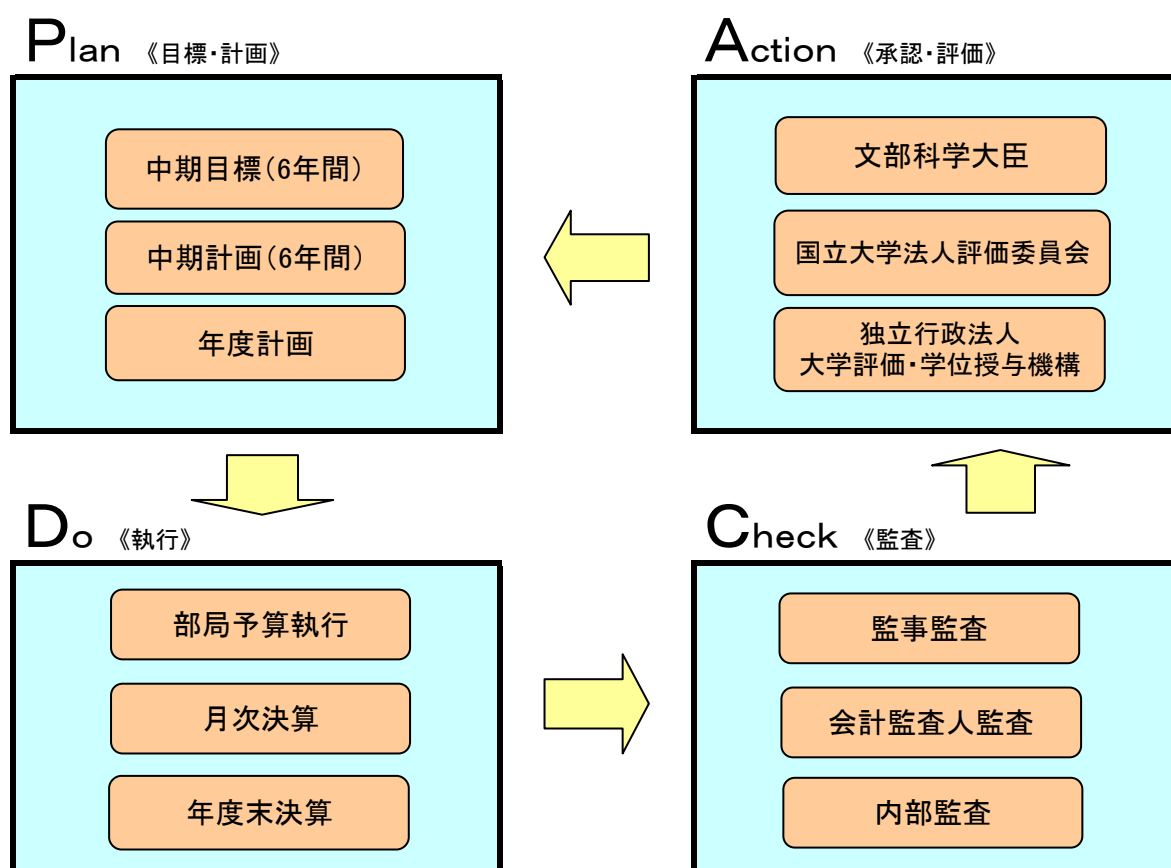 Plan 《目標・計画》
中期目標(6年間)
中期計画(6年間)
年度計画
Action 《承認・評価》
文部科学大臣
国立大学法人評価委員会
独立行政法人
大学評価・学位授与機構
Do 《執行》
部局予算執行
月次決算
年度末決算
Check 《監査》
監事監査
会計監査人監査
内部監査